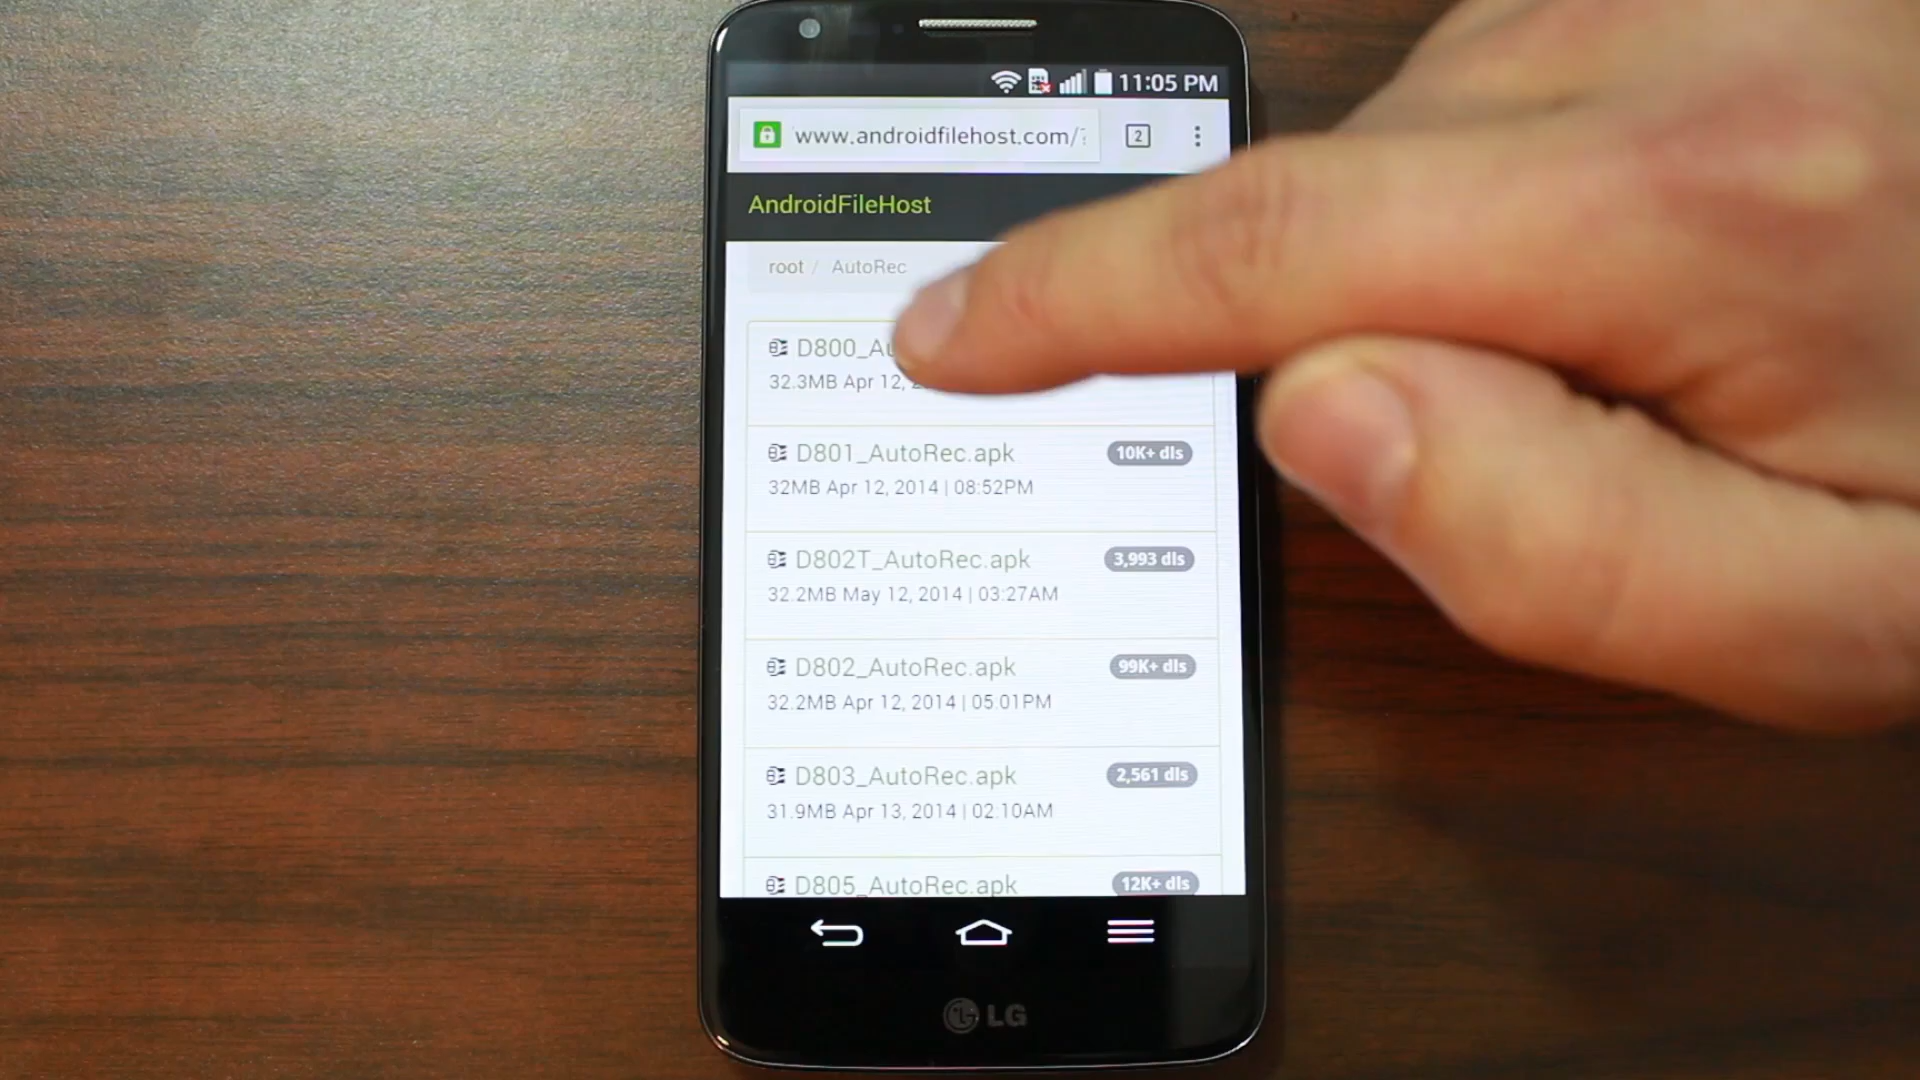 11:05 PM
www.androidfilehost.com/?
2
AndroidFileHost
root / AutoRec
D800_Au
32.3MB Apr 12,
D801_AutoRec.apk 10K+ dls
32MB Apr 12, 2014 | 08:52PM
D802T_AutoRec.apk 3,993 dls
32.2MB May 12, 2014 | 03:27AM
D802_AutoRec.apk 99K+ dls
32.2MB Apr 12, 2014 | 05:01PM
D803_AutoRec.apk 2,561 dls
31.9MB Apr 13, 2014 | 02:10AM
D805_AutoRec.apk 12K+ dls
LG